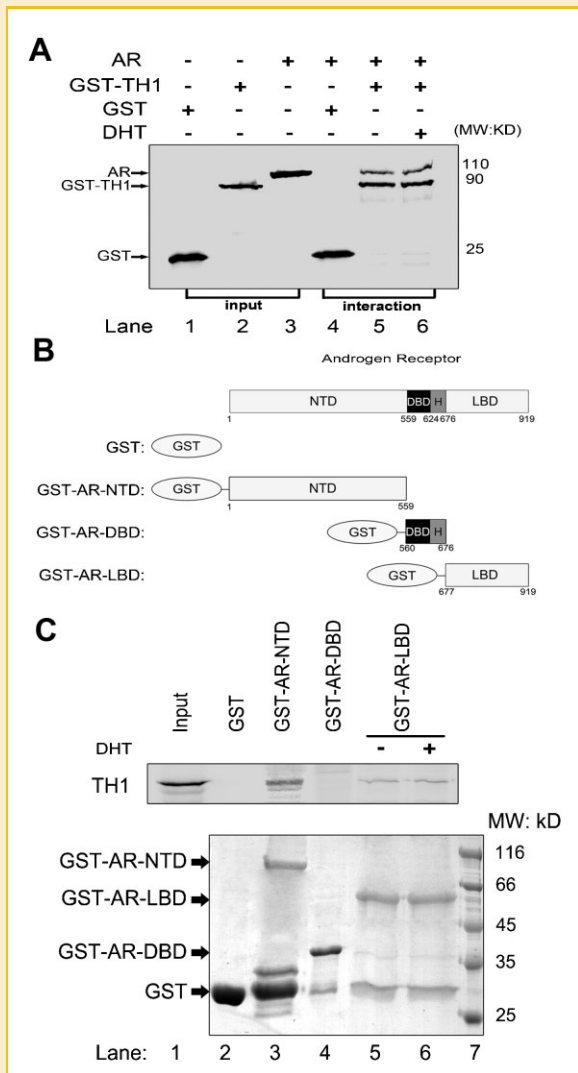 A
AR - - + + + +
GST-TH1 - + - - + +
GST + - - + - -
DHT - - - - - + (MW:KD)
AR 110
GST-TH1 90
GST 25
input interaction
Lane 1 2 3 4 5 6
B
Androgen Receptor
NTD DBD H LBD
1 559 624 676 919
GST: GST
GST-AR-NTD: GST NTD
1 559
GST-AR-DBD: GST DBD H
560 676
GST-AR-LBD: GST LBD
677 919
C
Input GST GST-AR-NTD GST-AR-DBD GST-AR-LBD
DHT - +
TH1
MW: kD
GST-AR-NTD 116
66
GST-AR-LBD
45
GST-AR-DBD
35
GST
25
Lane: 1 2 3 4 5 6 7